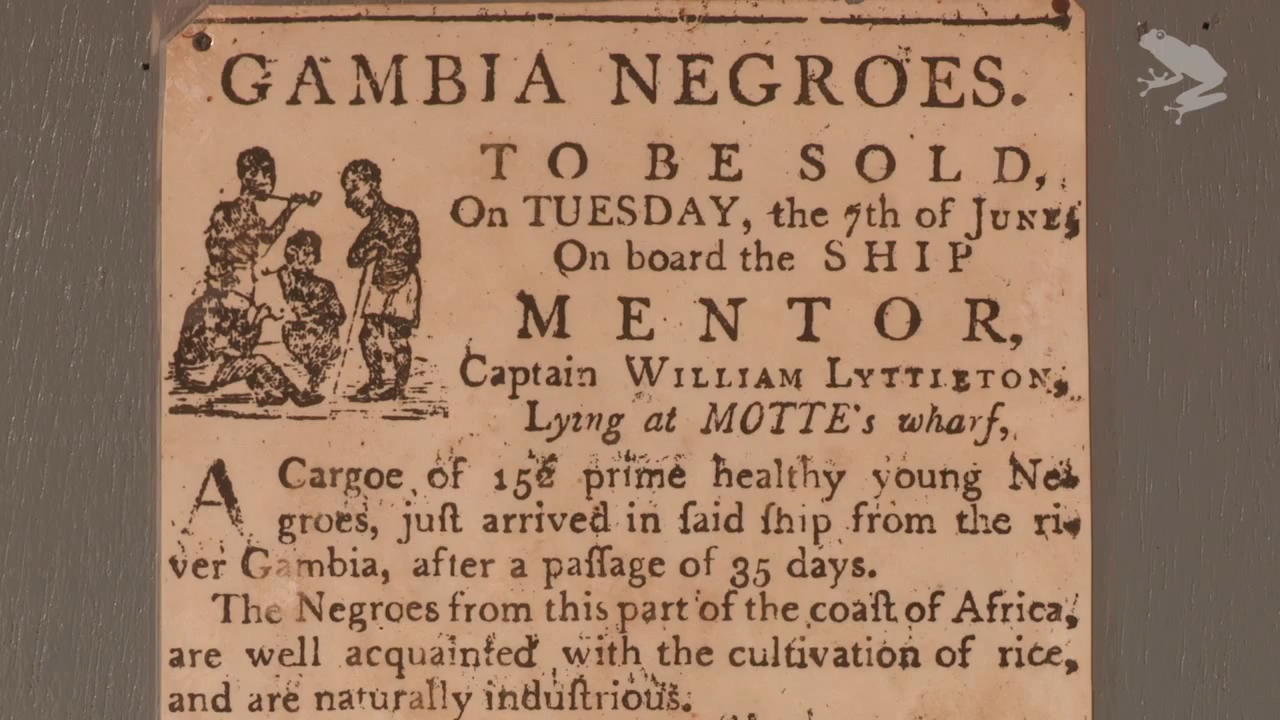 GAMBIA NEGROES.
TO BE SOLD,
On TUESDAY, the 7th of JUNE,
On board the SHIP
MENTOR,
Captain WILLIAM LYTTLETON,
Lying at MOTTE's wharf,
A Cargoe of 152 prime healthy young Ne-
groes, juſt arrived in ſaid ſhip from the ri-
ver Gambia, after a paſſage of 35 days.
The Negroes from this part of the coaſt of Africa,
are well acquainted with the cultivation of rice,
and are naturally induſtrious.